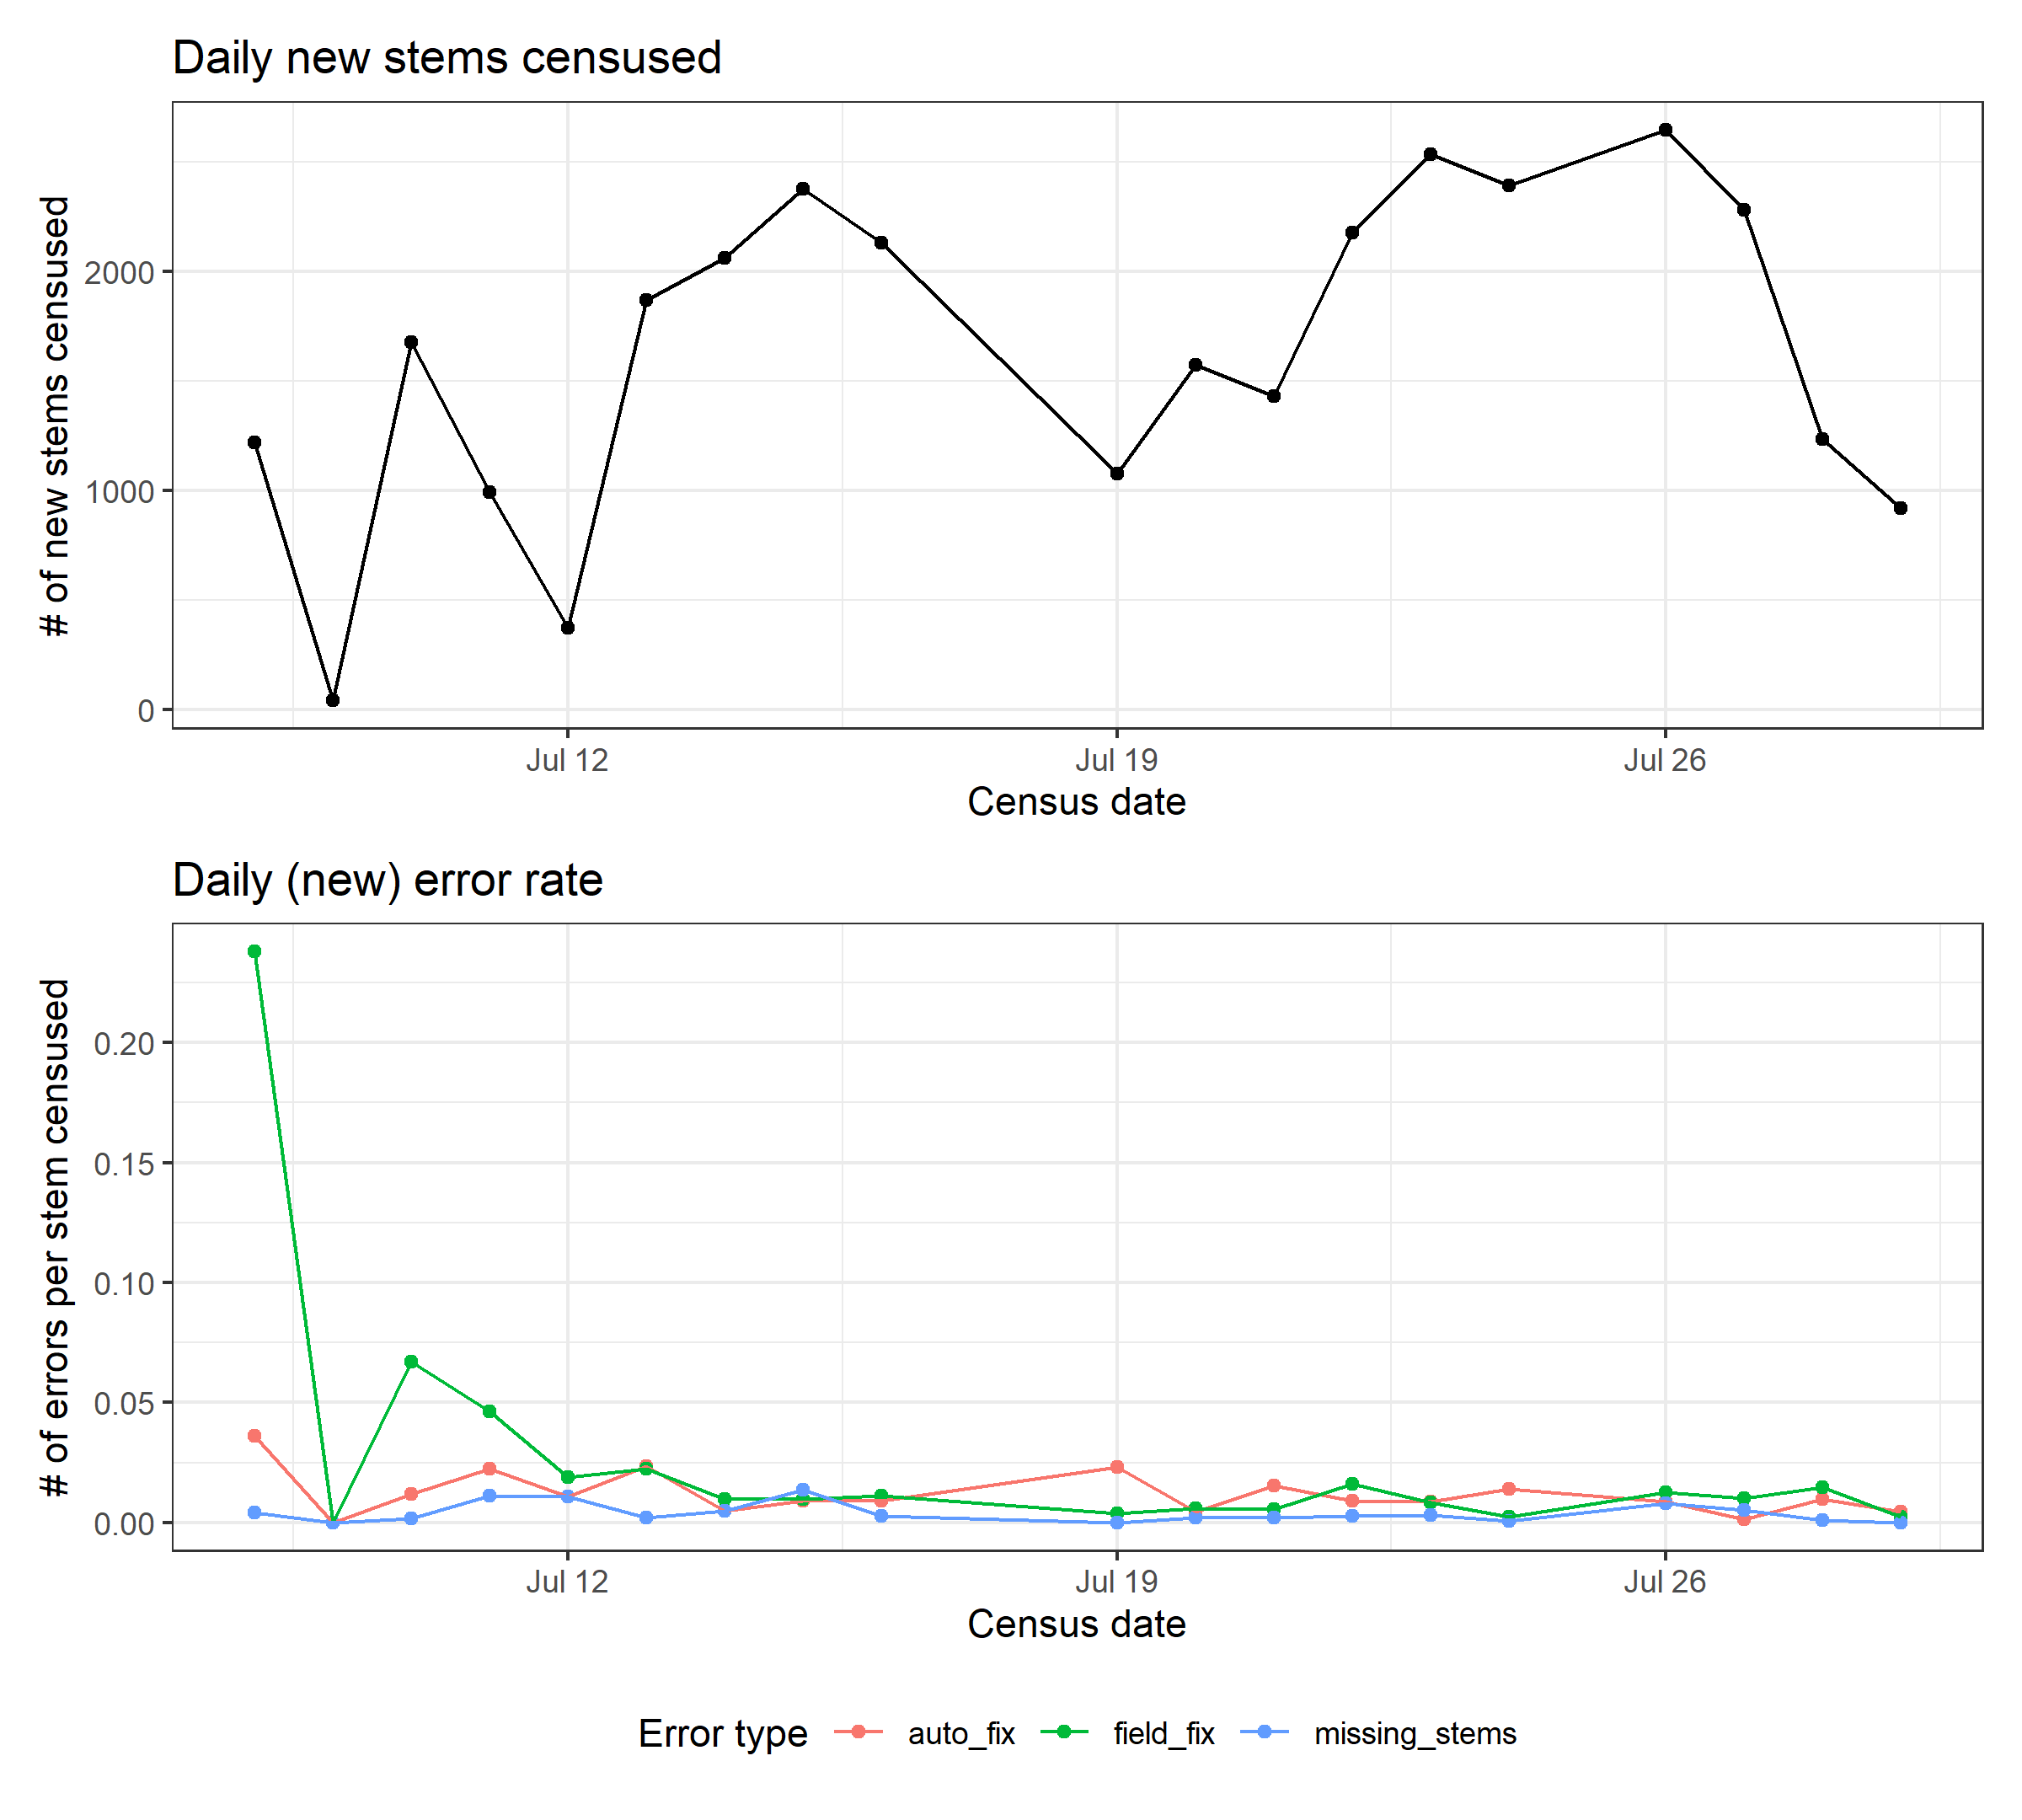 Daily new stems censused
# of new stems censused
2000
1000
0
Jul 12 Jul 19 Jul 26
Census date
Daily (new) error rate
# of errors per stem censused
0.20
0.15
0.10
0.05
0.00
Jul 12 Jul 19 Jul 26
Census date
Error type auto_fix field_fix missing_stems